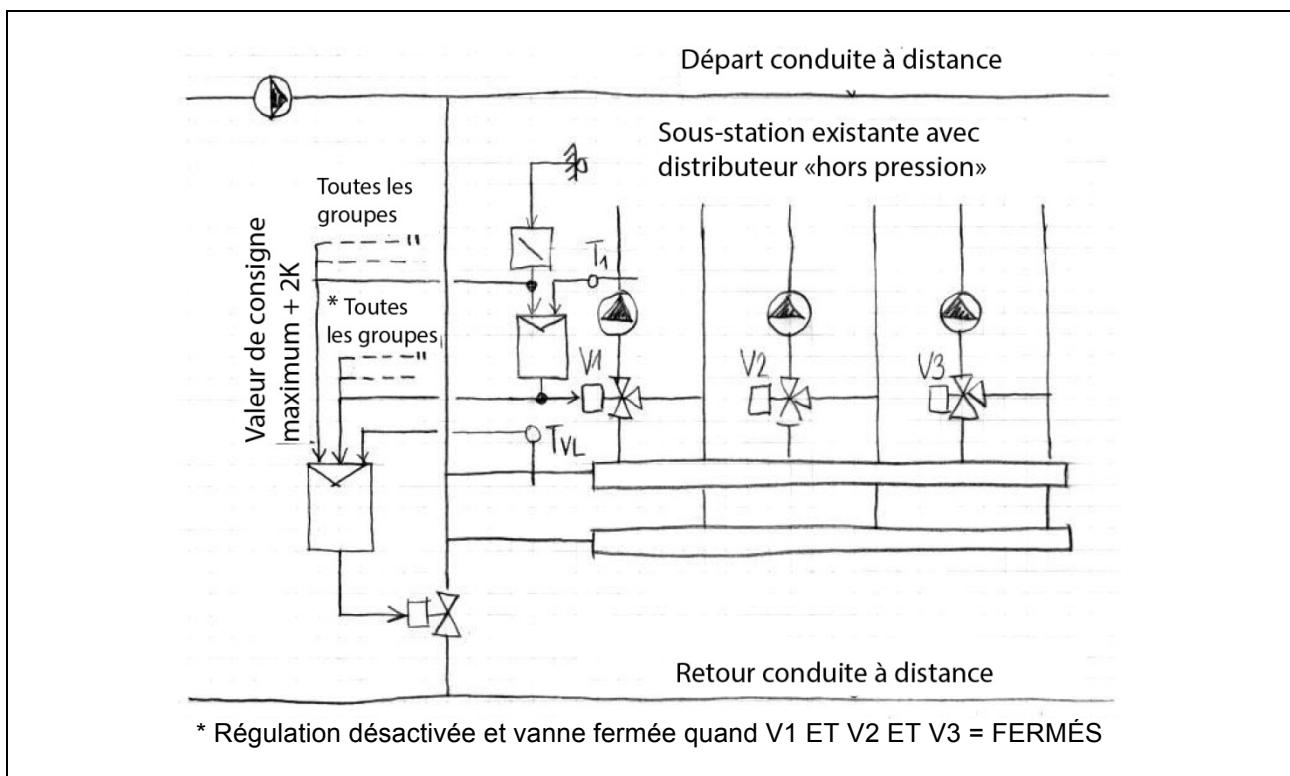 Départ conduite à distance
Sous-station existante avec
distributeur «hors pression»
Toutes les
groupes
Valeur de consigne
maximum + 2K
* Toutes
les groupes
T1
V1
V2
V3
TVL
Retour conduite à distance
* Régulation désactivée et vanne fermée quand V1 ET V2 ET V3 = FERMÉS